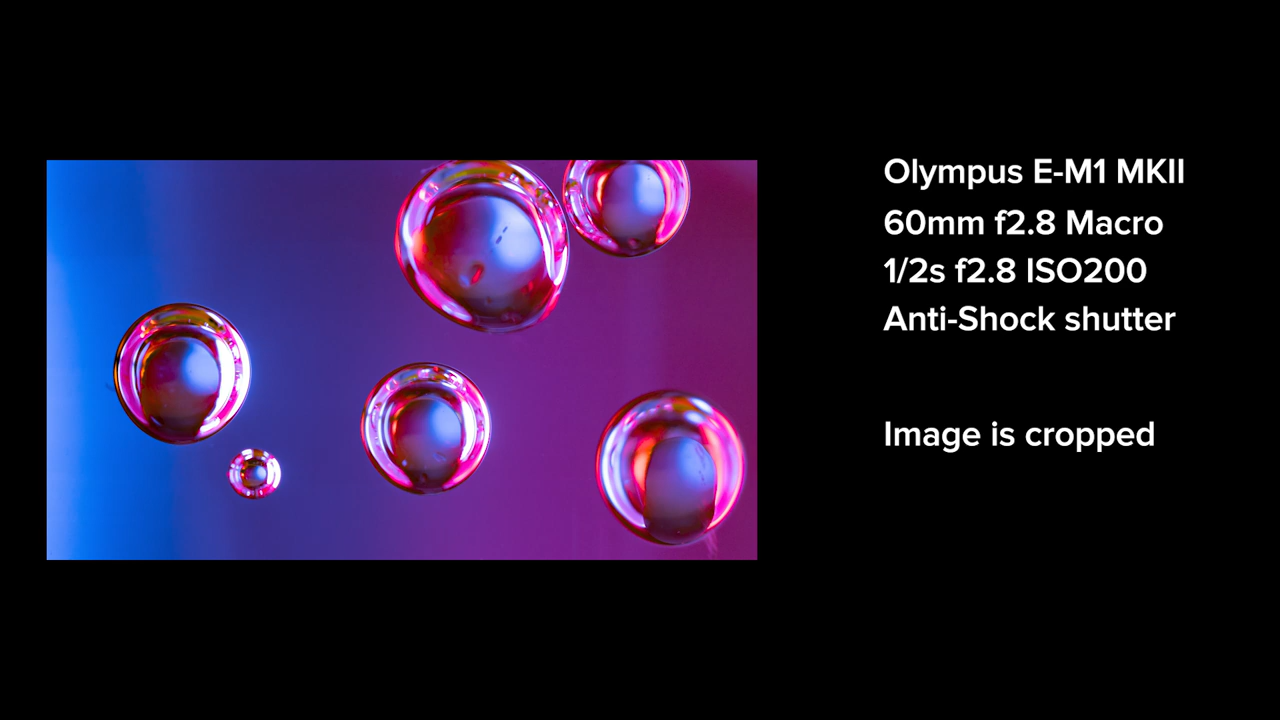 Olympus E-M1 MKII
60mm f2.8 Macro
1/2s f2.8 ISO200
Anti-Shock shutter
Image is cropped